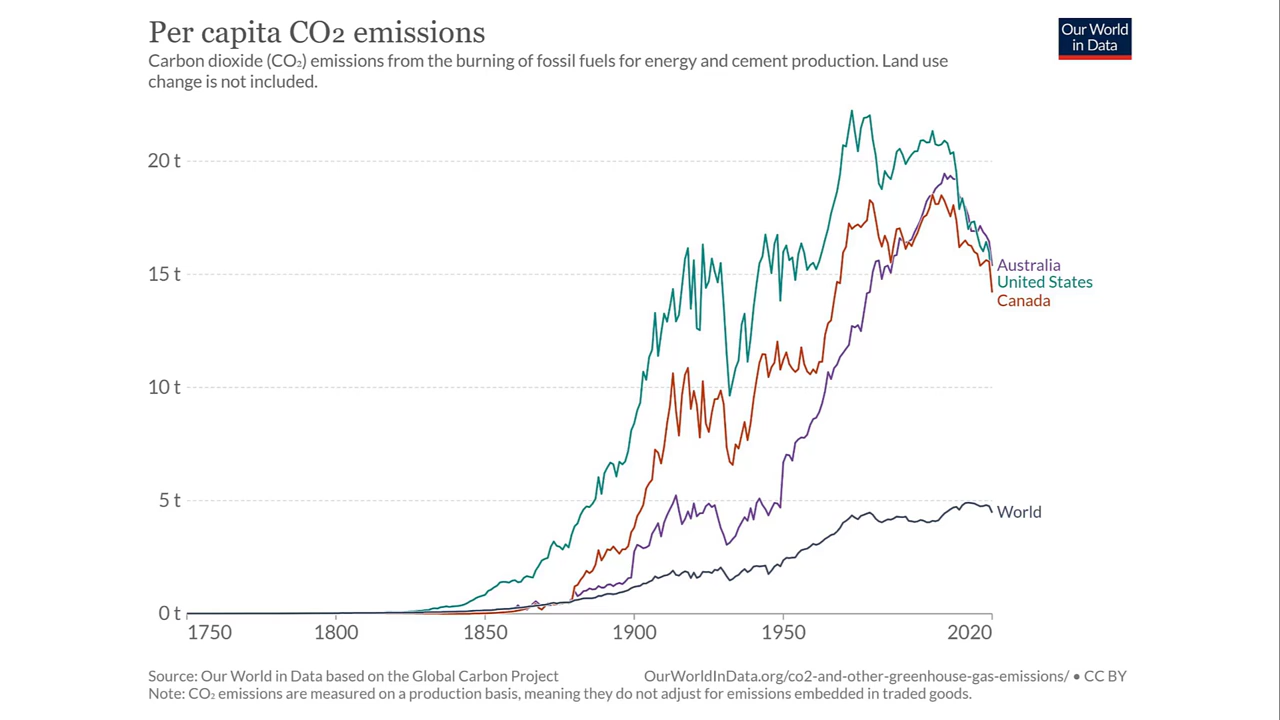 Per capita CO2 emissions
Our World
in Data
Carbon dioxide (CO₂) emissions from the burning of fossil fuels for energy and cement production. Land use
change is not included.
20 t
15 t
10 t
5 t
0 t
Australia
United States
Canada
World
1750 1800 1850 1900 1950 2020
Source: Our World in Data based on the Global Carbon Project
OurWorldInData.org/co2-and-other-greenhouse-gas-emissions/ • CC BY
Note: CO₂ emissions are measured on a production basis, meaning they do not adjust for emissions embedded in traded goods.